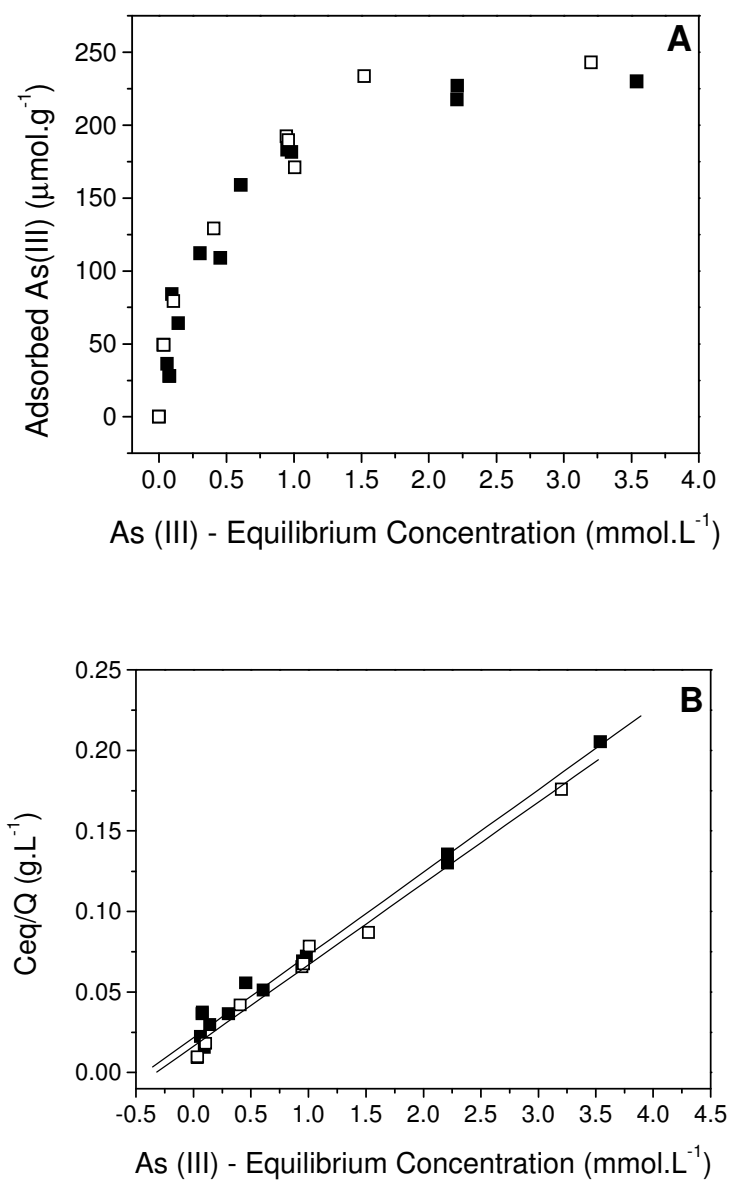 A
250
200
150
100
50
0
Adsorbed As(III) (μmol.g⁻¹)
0.0 0.5 1.0 1.5 2.0 2.5 3.0 3.5 4.0
As (III) - Equilibrium Concentration (mmol.L⁻¹)
B
0.25
0.20
0.15
0.10
0.05
0.00
Ceq/Q (g.L⁻¹)
-0.5 0.0 0.5 1.0 1.5 2.0 2.5 3.0 3.5 4.0 4.5
As (III) - Equilibrium Concentration (mmol.L⁻¹)